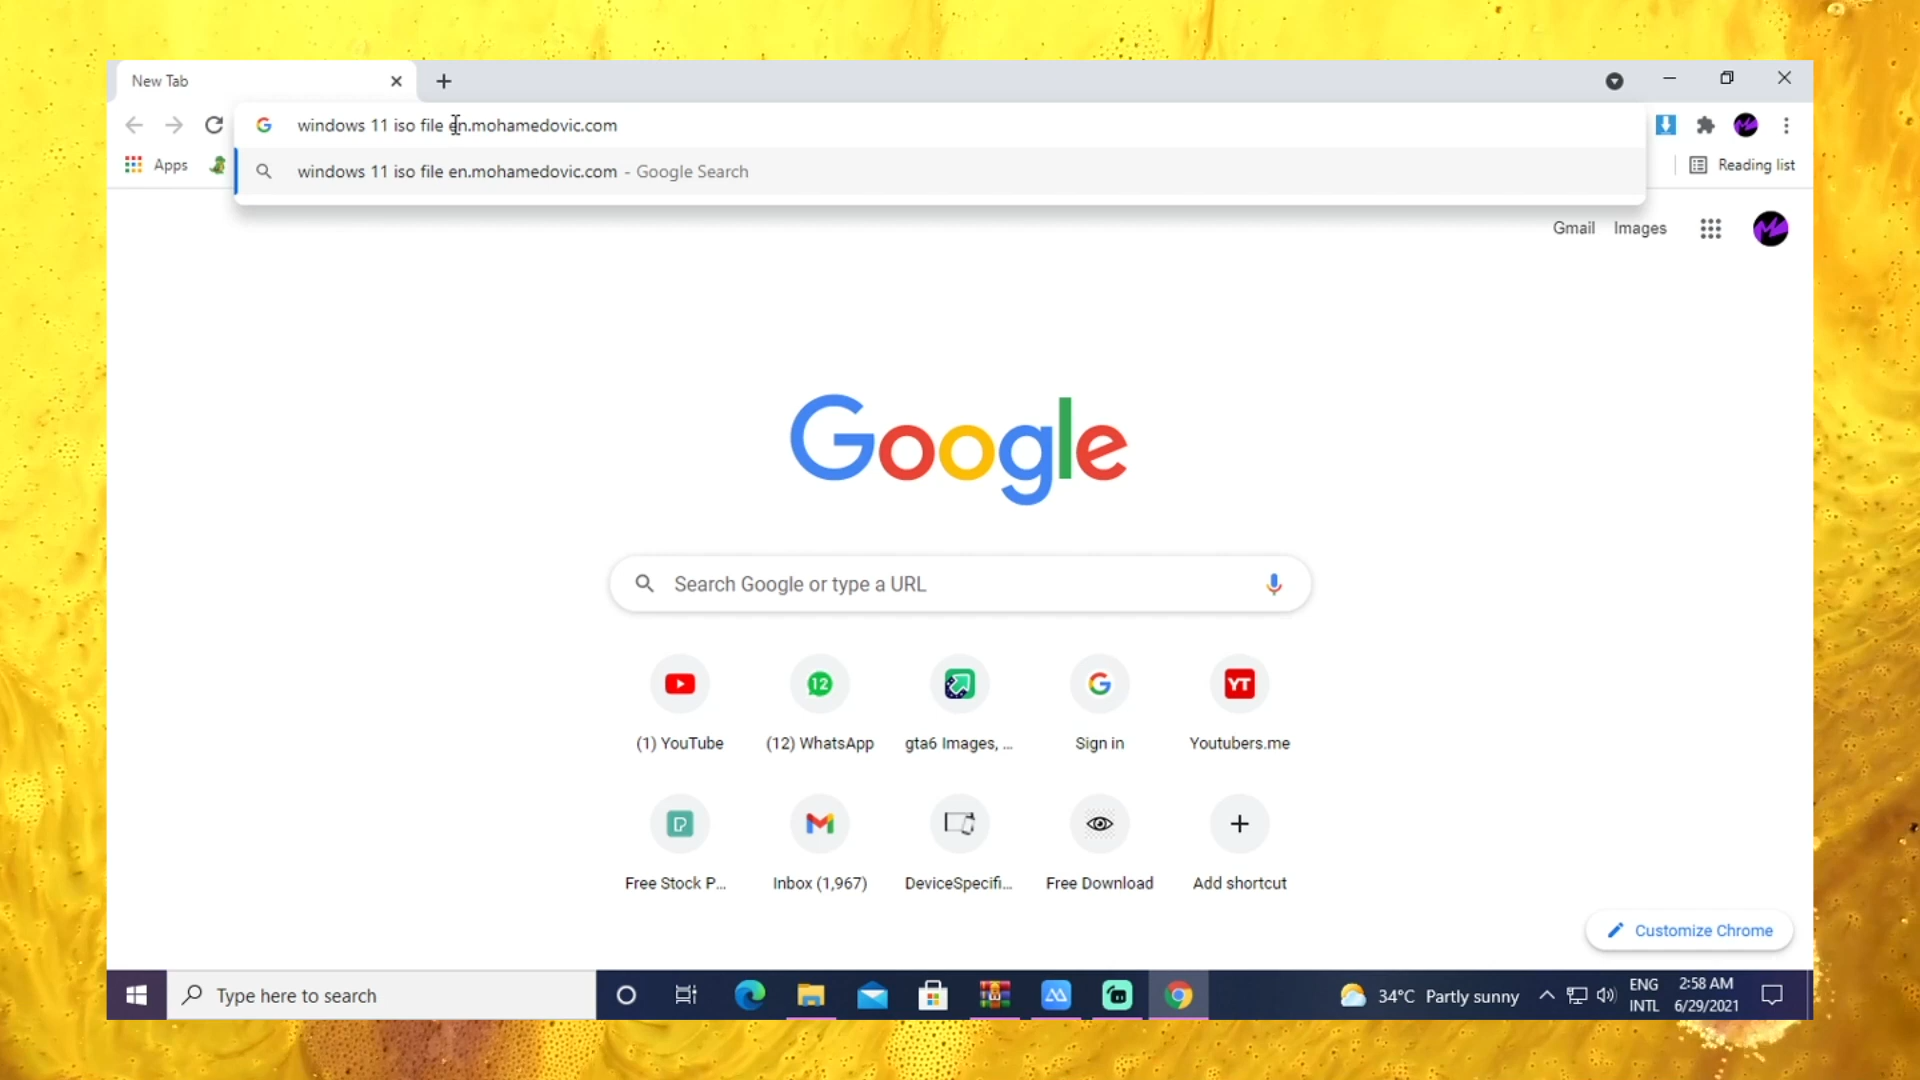 New Tab
windows 11 iso file en.mohamedovic.com
Apps
windows 11 iso file en.mohamedovic.com - Google Search
Reading list
Gmail Images
Google
Search Google or type a URL
12
YT
(1) YouTube (12) WhatsApp gta6 Images, ... Sign in Youtubers.me
Free Stock P... Inbox (1,967) DeviceSpecifi... Free Download Add shortcut
Customize Chrome
Type here to search
34°C Partly sunny
ENG
INTL
2:58 AM
6/29/2021